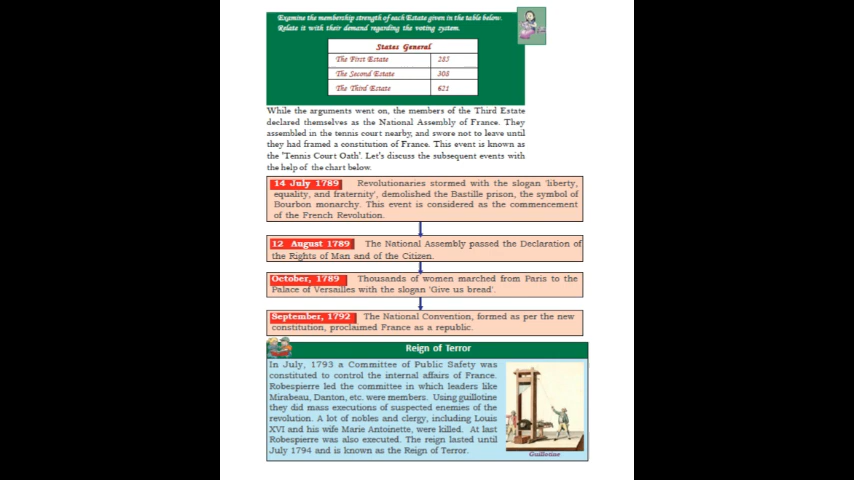 Examine the membership strength of each Estate given in the table below.
Relate it with their demand regarding the voting system.
States General
The First Estate 285
The Second Estate 308
The Third Estate 621
While the arguments went on, the members of the Third Estate
declared themselves as the National Assembly of France. They
assembled in the tennis court nearby, and swore not to leave until
they had framed a constitution of France. This event is known as
the 'Tennis Court Oath'. Let's discuss the subsequent events with
the help of the chart below.
14 July 1789 Revolutionaries stormed with the slogan 'liberty,
equality, and fraternity', demolished the Bastille prison, the symbol of
Bourbon monarchy. This event is considered as the commencement
of the French Revolution.
12 August 1789 The National Assembly passed the Declaration of
the Rights of Man and of the Citizen.
October, 1789 Thousands of women marched from Paris to the
Palace of Versailles with the slogan 'Give us bread'.
September, 1792 The National Convention, formed as per the new
constitution, proclaimed France as a republic.
Reign of Terror
In July, 1793 a Committee of Public Safety was
constituted to control the internal affairs of France.
Robespierre led the committee in which leaders like
Mirabeau, Danton, etc. were members. Using guillotine
they did mass executions of suspected enemies of the
revolution. A lot of nobles and clergy, including Louis
XVI and his wife Marie Antoinette, were killed. At last
Robespierre was also executed. The reign lasted until
July 1794 and is known as the Reign of Terror.
Guillotine